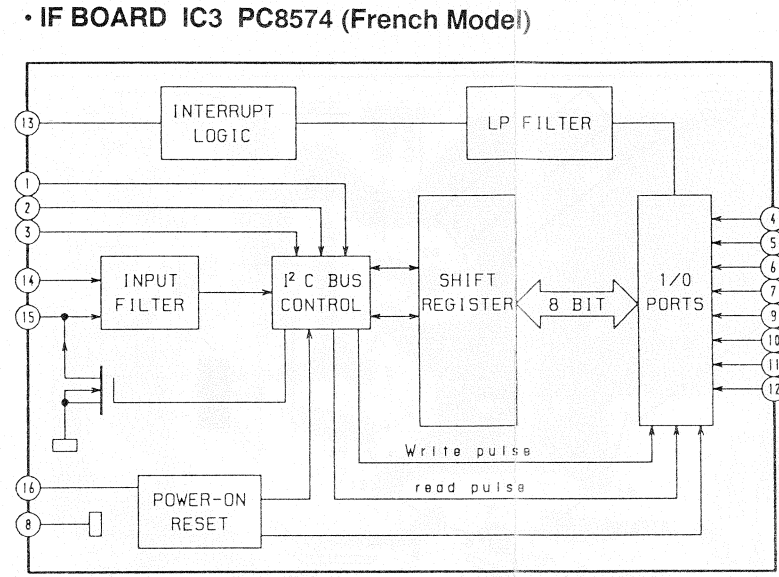 • IF BOARD IC3 PC8574 (French Model)
INTERRUPT
LOGIC
LP FILTER
13
1
2
3
14
15
16
8
INPUT
FILTER
I² C BUS
CONTROL
SHIFT
REGISTER
8 BIT
I/O
PORTS
4
5
6
7
9
10
11
12
Write pulse
read pulse
POWER-ON
RESET